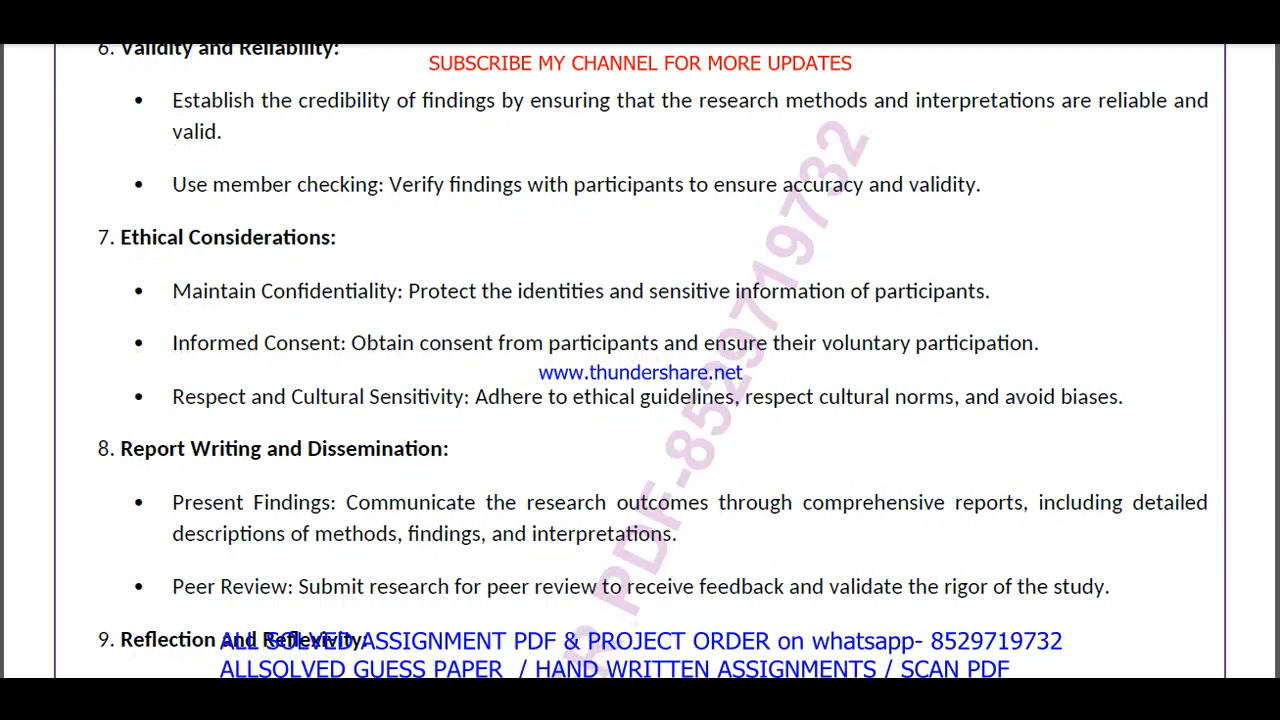 6. Validity and Reliability:
SUBSCRIBE MY CHANNEL FOR MORE UPDATES
• Establish the credibility of findings by ensuring that the research methods and interpretations are reliable and
valid.
• Use member checking: Verify findings with participants to ensure accuracy and validity.
7. Ethical Considerations:
• Maintain Confidentiality: Protect the identities and sensitive information of participants.
• Informed Consent: Obtain consent from participants and ensure their voluntary participation.
www.thundershare.net
• Respect and Cultural Sensitivity: Adhere to ethical guidelines, respect cultural norms, and avoid biases.
8. Report Writing and Dissemination:
• Present Findings: Communicate the research outcomes through comprehensive reports, including detailed
descriptions of methods, findings, and interpretations.
• Peer Review: Submit research for peer review to receive feedback and validate the rigor of the study.
9. Reflection and Reflexivity:
ALL SOLVED ASSIGNMENT PDF & PROJECT ORDER on whatsapp- 8529719732
ALLSOLVED GUESS PAPER / HAND WRITTEN ASSIGNMENTS / SCAN PDF
R PDF-8529719732